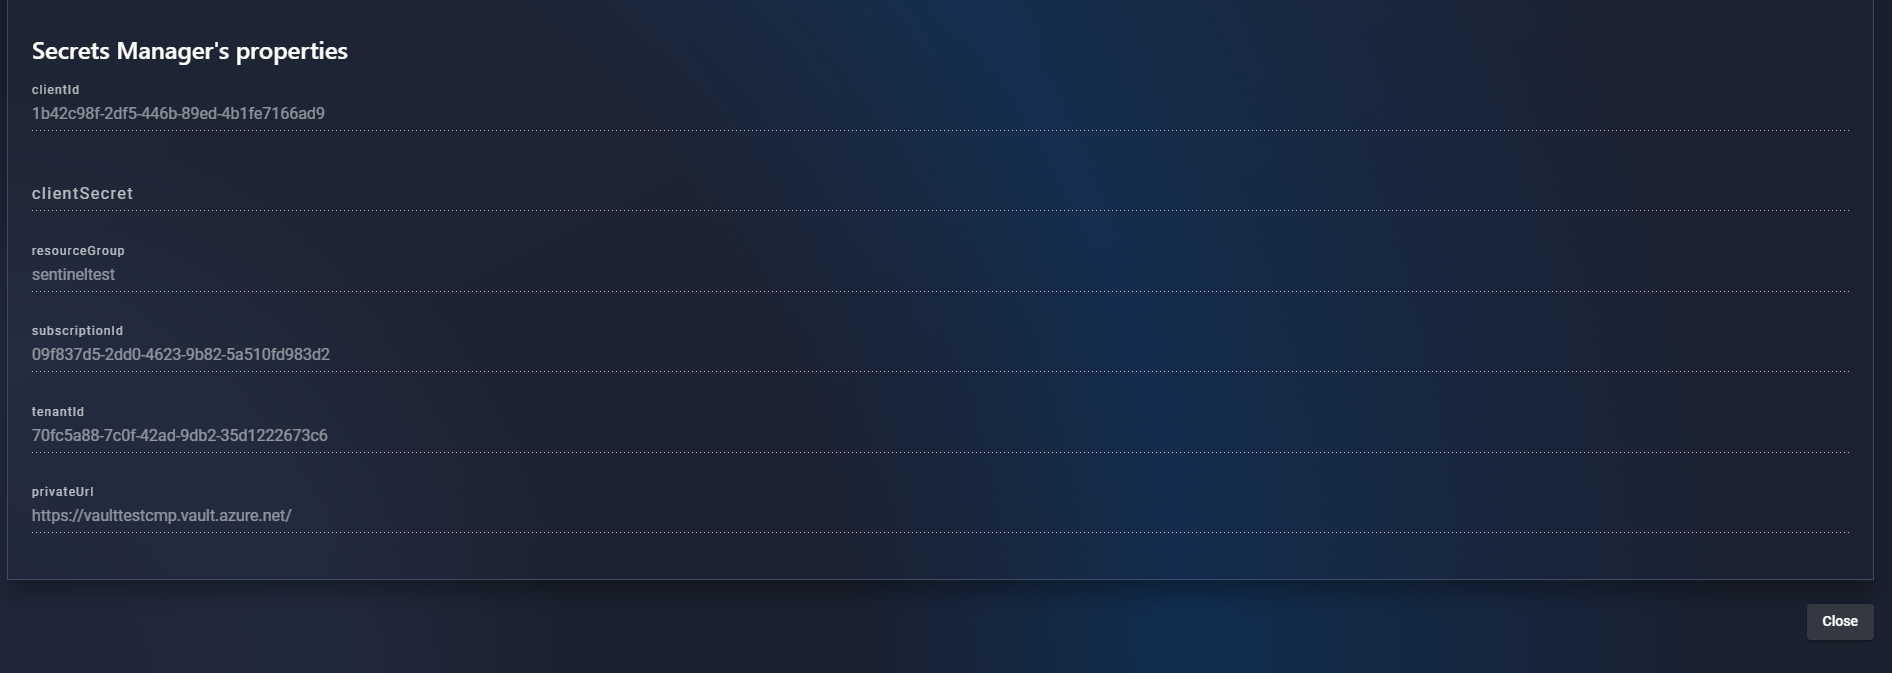 Secrets Manager's properties
clientId
1b42c98f-2df5-446b-89ed-4b1fe7166ad9
clientSecret
resourceGroup
sentineltest
subscriptionId
09f837d5-2dd0-4623-9b82-5a510fd983d2
tenantId
70fc5a88-7c0f-42ad-9db2-35d1222673c6
privateUrl
https://vaulttestcmp.vault.azure.net/
Close